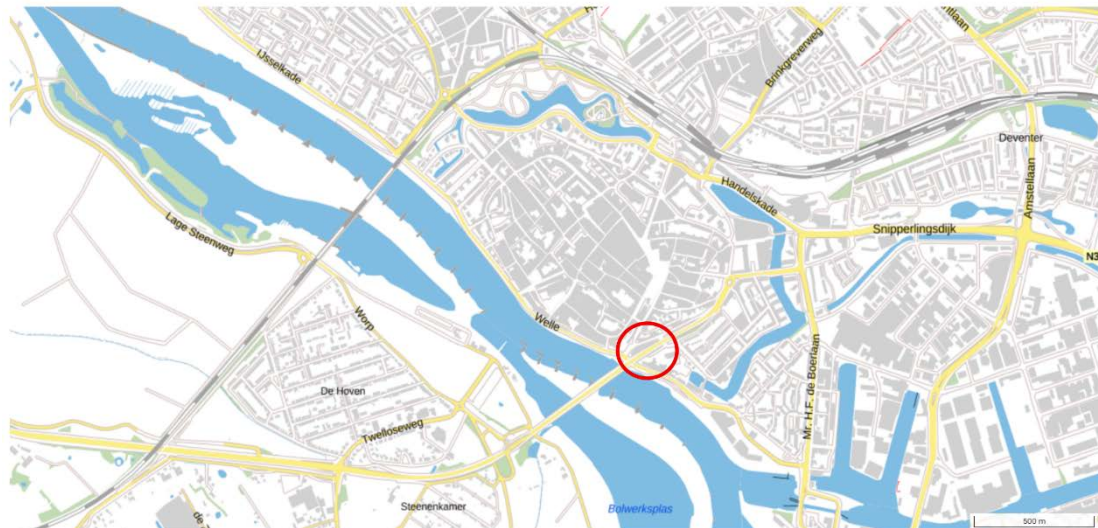 IJsselkade
Brinkgreverweg
Deventer
Handelskade
Amstellaan
Snipperlingsdijk
Lage Steenweg
N3
Worp
Welle
De Hoven
Mr. H.F. de Boerlaan
Twelloseweg
Steenenkamer
Bolwerksplas
500 m